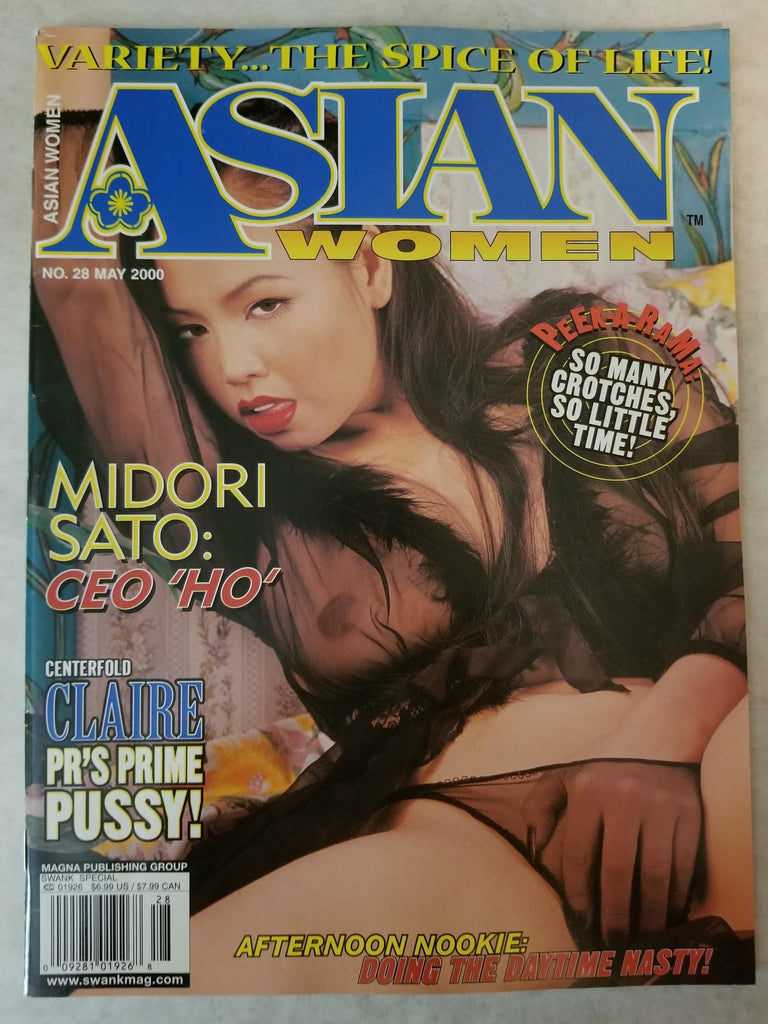 VARIETY...THE SPICE OF LIFE!
ASIAN WOMEN
ASIAN
TM
WOMEN
NO. 28 MAY 2000
PEEK-A-RAMA:
SO MANY
CROTCHES,
SO LITTLE
TIME!
MIDORI
SATO:
CEO 'HO'
CENTERFOLD
CLAIRE
PR'S PRIME
PUSSY!
MAGNA PUBLISHING GROUP
SWANK SPECIAL
01926 $6.99 US / $7.99 CAN
28
0 09281 01926 8
www.swankmag.com
AFTERNOON NOOKIE:
DOING THE DAYTIME NASTY!